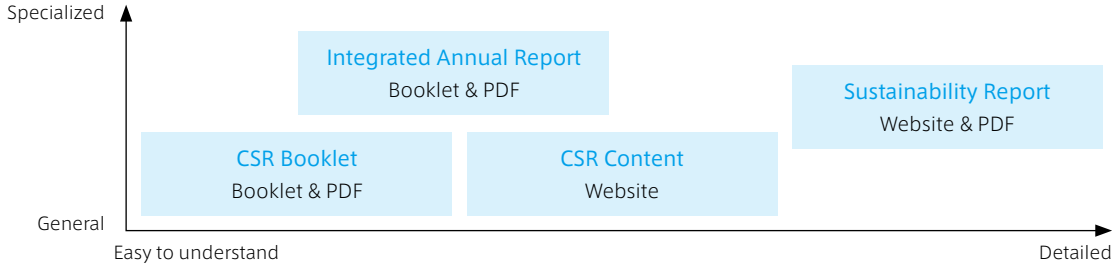 Specialized
Integrated Annual Report
Booklet & PDF
Sustainability Report
Website & PDF
CSR Booklet
Booklet & PDF
CSR Content
Website
General
Easy to understand
Detailed